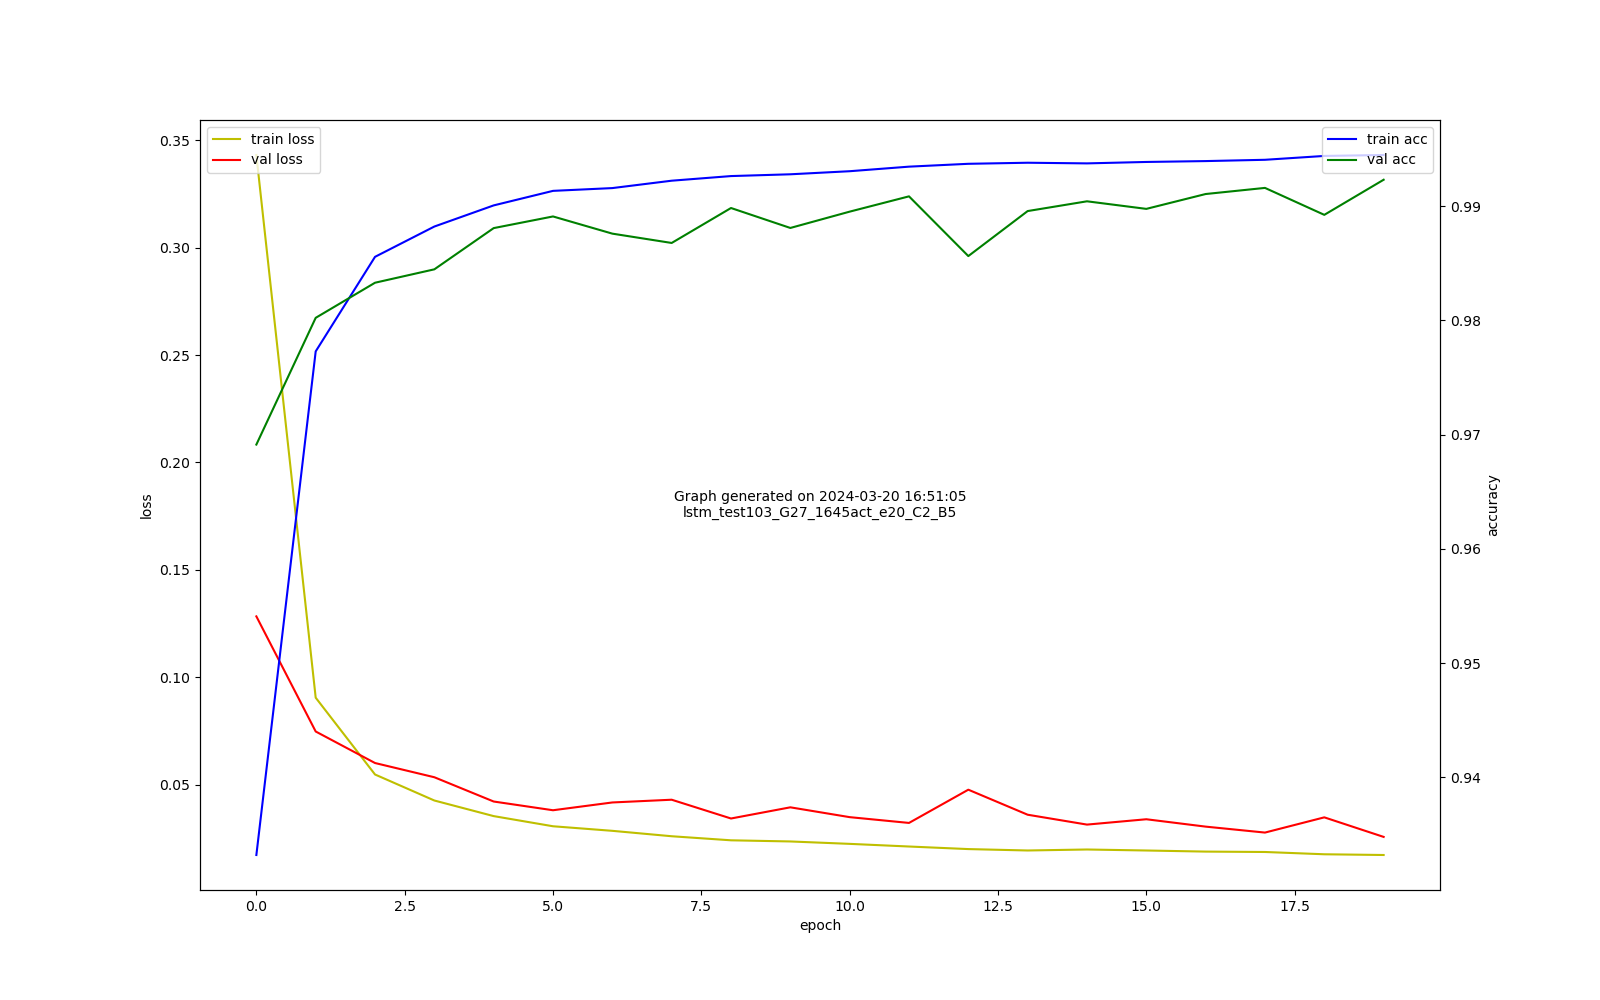 train loss
val loss
train acc
val acc
0.35
0.30
0.25
0.20
0.15
0.10
0.05
loss
Graph generated on 2024-03-20 16:51:05
lstm_test103_G27_1645act_e20_C2_B5
0.99
0.98
0.97
0.96
0.95
0.94
accuracy
0.0 2.5 5.0 7.5 10.0 12.5 15.0 17.5
epoch